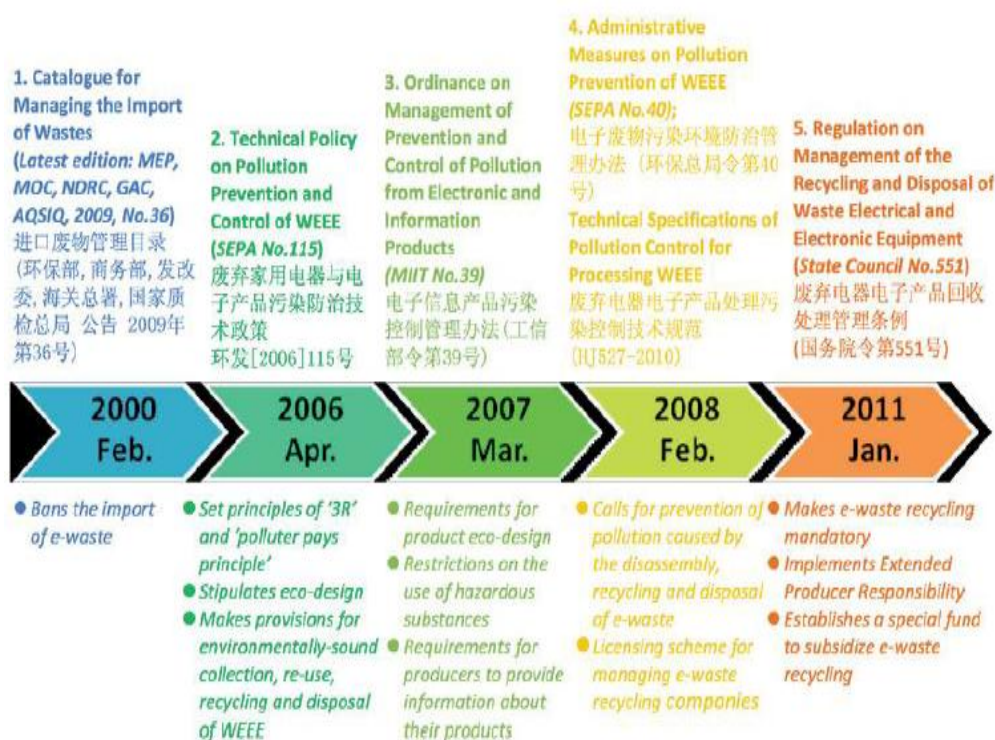 1. Catalogue for
Managing the Import
of Wastes
(Latest edition: MEP,
MOC, NDRC, GAC,
AQSIQ, 2009, No.36)
进口废物管理目录
(环保部, 商务部, 发改
委, 海关总署, 国家质
检总局 公告 2009年
第36号)
2. Technical Policy
on Pollution
Prevention and
Control of WEEE
(SEPA No.115)
废弃家用电器与电
子产品污染防治技
术政策
环发[2006]115号
3. Ordinance on
Management of
Prevention and
Control of Pollution
from Electronic and
Information
Products
(MIIT No.39)
电子信息产品污染
控制管理办法(工信
部令第39号)
4. Administrative
Measures on Pollution
Prevention of WEEE
(SEPA No.40);
电子废物污染环境防治管
理办法 (环保总局令第40
号)
Technical Specifications of
Pollution Control for
Processing WEEE
废弃电器电子产品处理污
染控制技术规范
(HJ527-2010)
5. Regulation on
Management of the
Recycling and Disposal of
Waste Electrical and
Electronic Equipment
(State Council No.551)
废弃电器电子产品回收
处理管理条例
(国务院令第551号)
2000
Feb.
2006
Apr.
2007
Mar.
2008
Feb.
2011
Jan.
● Bans the import
of e-waste
● Set principles of '3R'
and 'polluter pays
principle'
● Stipulates eco-design
● Makes provisions for
environmentally-sound
collection, re-use,
recycling and disposal
of WEEE
● Requirements for
product eco-design
● Restrictions on the
use of hazardous
substances
● Requirements for
producers to provide
information about
their products
● Calls for prevention of
pollution caused by
the disassembly,
recycling and disposal
of e-waste
● Licensing scheme for
managing e-waste
recycling companies
● Makes e-waste recycling
mandatory
● Implements Extended
Producer Responsibility
● Establishes a special fund
to subsidize e-waste
recycling